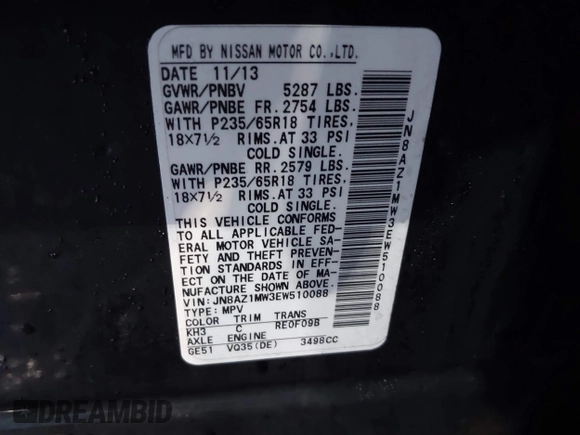 MFD BY NISSAN MOTOR CO.,LTD.
DATE 11/13
GVWR/PNBV 5287 LBS.
GAWR/PNBE FR. 2754 LBS.
WITH P235/65R18 TIRES.
18X7½ RIMS.AT 33 PSI
COLD SINGLE.
GAWR/PNBE RR. 2579 LBS.
WITH P235/65R18 TIRES.
18X7½ RIMS.AT 33 PSI
COLD SINGLE.
THIS VEHICLE CONFORMS
TO ALL APPLICABLE FED-
ERAL MOTOR VEHICLE SA-
FETY AND THEFT PREVEN-
TION STANDARDS IN EFF-
ECT ON THE DATE OF MA-
NUFACTURE SHOWN ABOVE.
VIN: JN8AZ1MW3EW510088
TYPE: MPV
COLOR TRIM TRANS
KH3 C RE0F09B
AXLE ENGINE
GE51 VQ35(DE) 3498CC
JN8AZ1MW3EW510088
DREAMBID